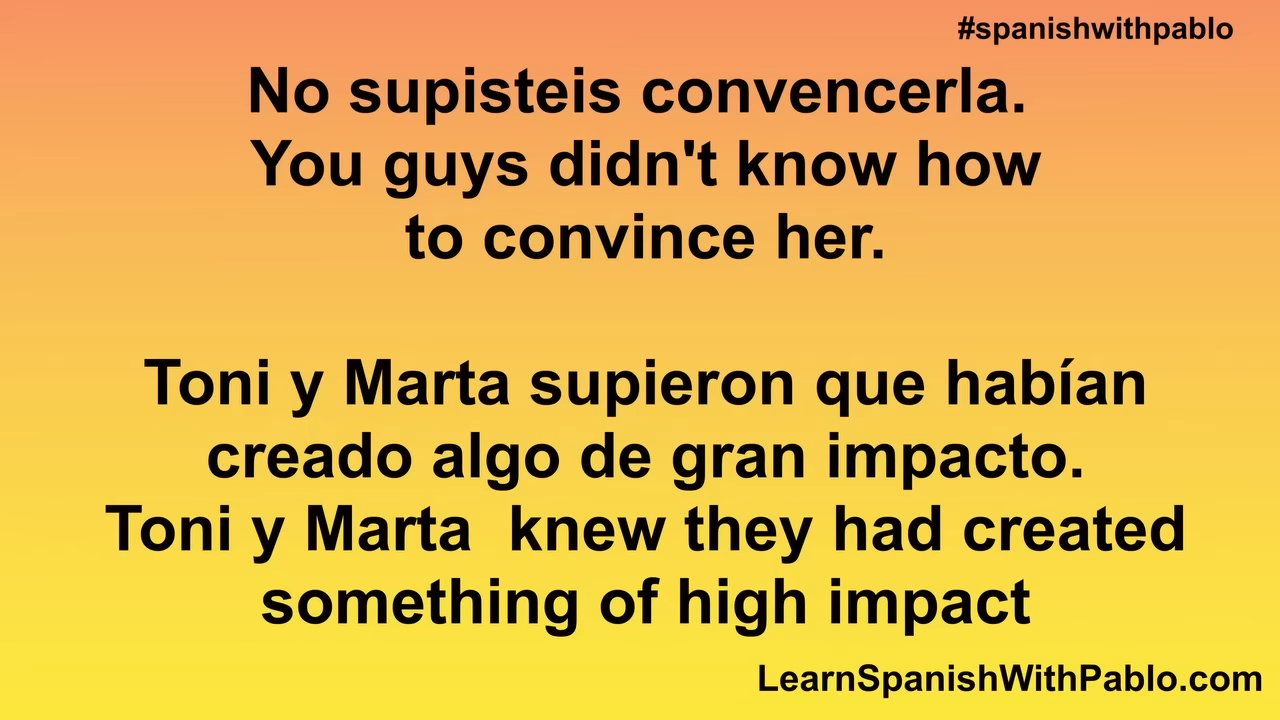 #spanishwithpablo
No supisteis convencerla.
You guys didn't know how
to convince her.
Toni y Marta supieron que habían
creado algo de gran impacto.
Toni y Marta  knew they had created
something of high impact
LearnSpanishWithPablo.com